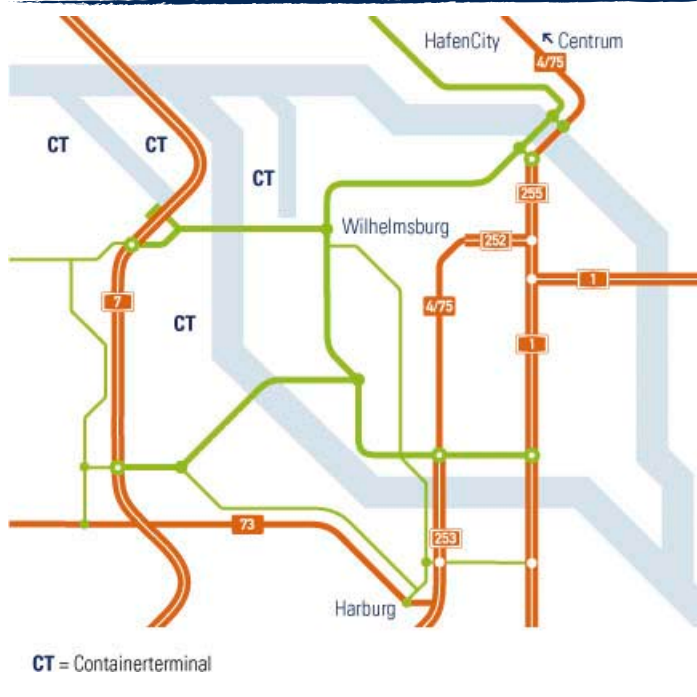 HafenCity
Centrum
4/75
CT
CT
CT
255
Wilhelmsburg
252
1
7
4/75
CT
1
73
253
Harburg
CT = Containerterminal